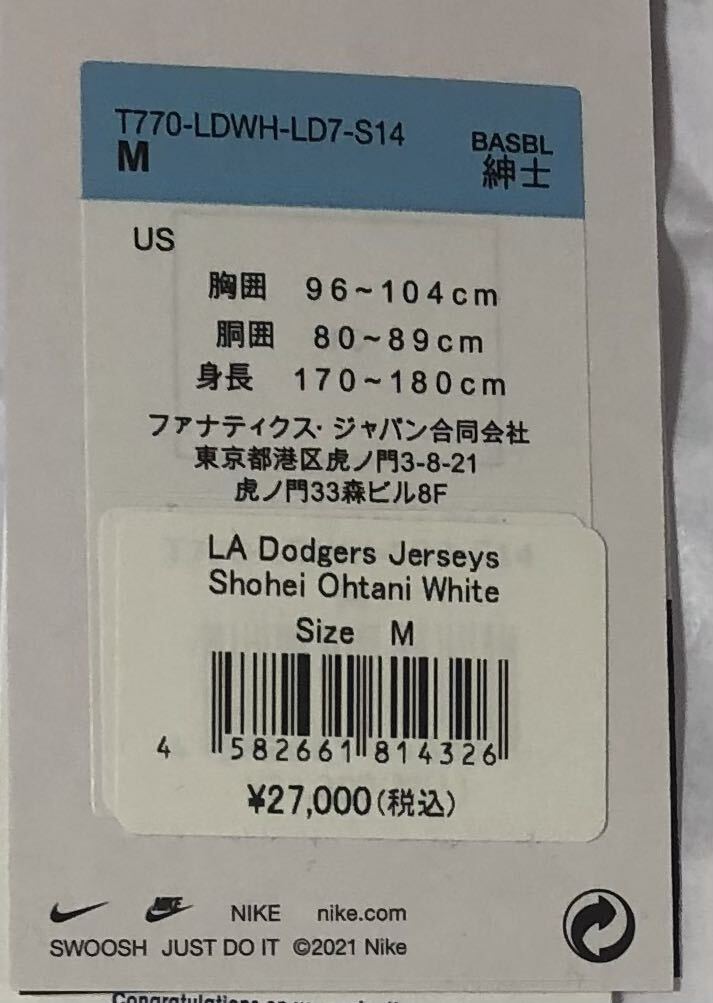 T770-LDWH-LD7-S14
M
BASBL
紳士
US
胸囲 96~104cm
胴囲 80~89cm
身長 170~180cm
ファナティクス・ジャパン合同会社
東京都港区虎ノ門3-8-21
虎ノ門33森ビル8F
LA Dodgers Jerseys
Shohei Ohtani White
Size M
4 582661 814326
¥27,000(税込)
NIKE NIKE nike.com
SWOOSH JUST DO IT ©2021 Nike
Congratulations on